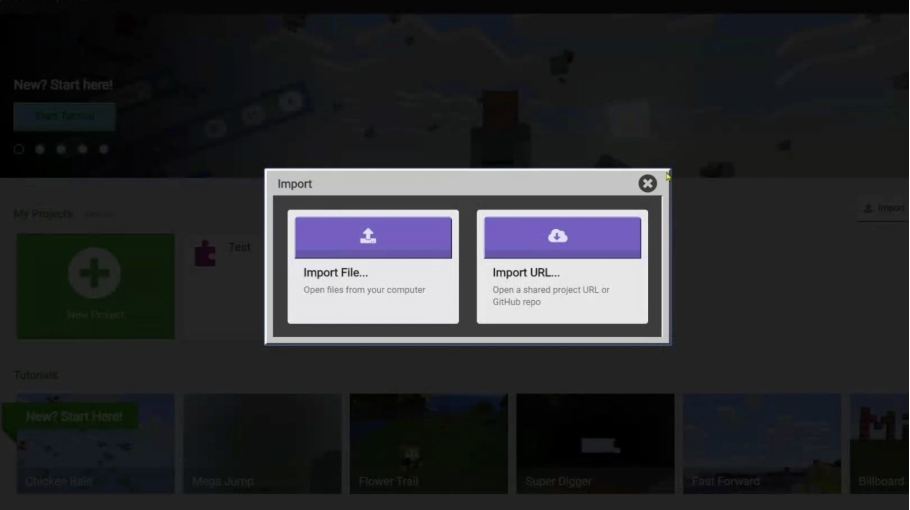 New? Start here!
Start Tutorial
Import
My Projects
Import
Test
New Project
Import File...
Open files from your computer
Import URL...
Open a shared project URL or
GitHub repo
Tutorials
New? Start Here!
Chicken Rain
Mega Jump
Flower Trail
Super Digger
Fast Forward
Billboard